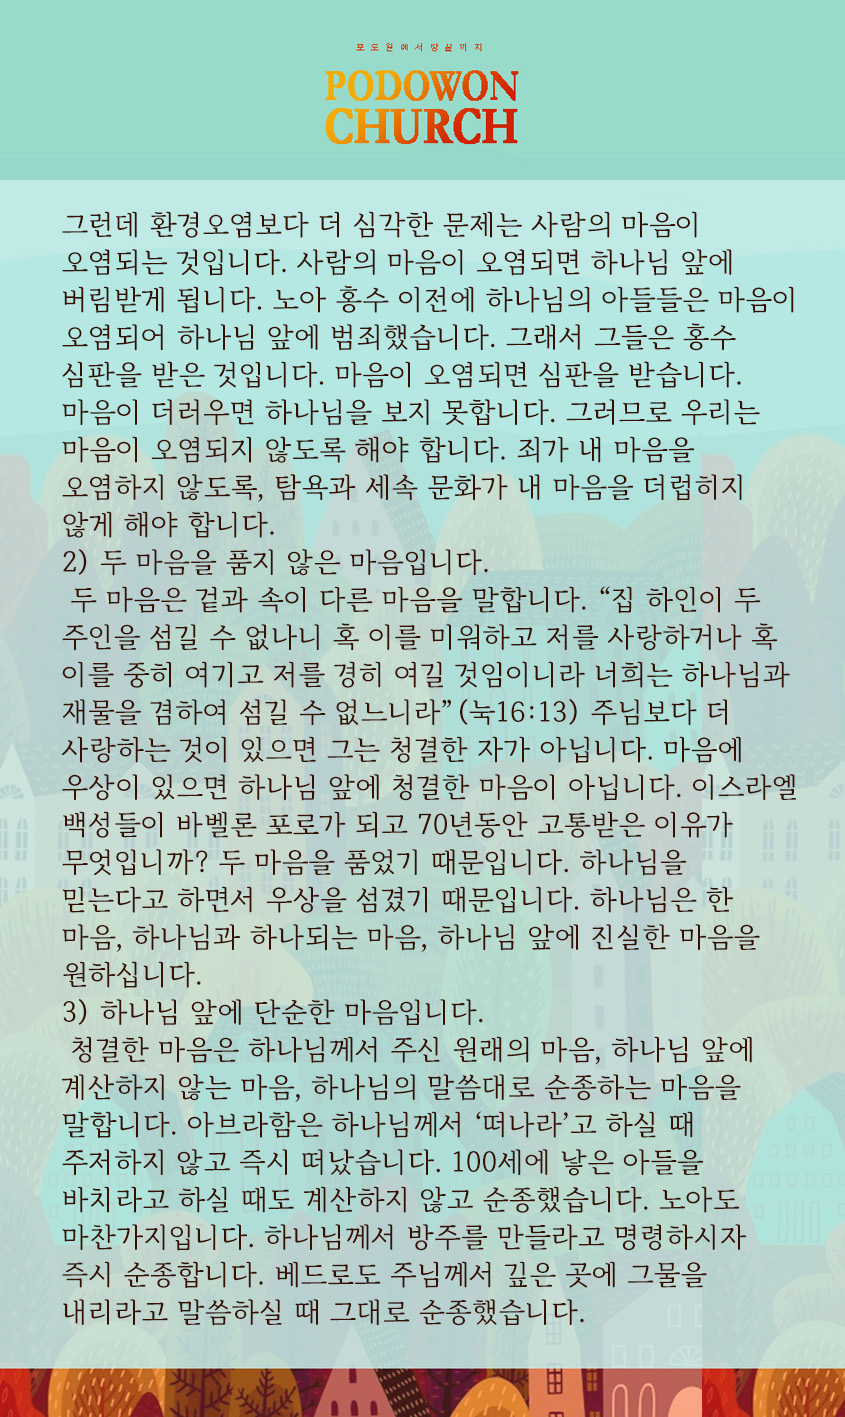 포도원에서땅끝까지
PODOWON
CHURCH
그런데 환경오염보다 더 심각한 문제는 사람의 마음이
오염되는 것입니다. 사람의 마음이 오염되면 하나님 앞에
버림받게 됩니다. 노아 홍수 이전에 하나님의 아들들은 마음이
오염되어 하나님 앞에 범죄했습니다. 그래서 그들은 홍수
심판을 받은 것입니다. 마음이 오염되면 심판을 받습니다.
마음이 더러우면 하나님을 보지 못합니다. 그러므로 우리는
마음이 오염되지 않도록 해야 합니다. 죄가 내 마음을
오염하지 않도록, 탐욕과 세속 문화가 내 마음을 더럽히지
않게 해야 합니다.
2) 두 마음을 품지 않은 마음입니다.
두 마음은 겉과 속이 다른 마음을 말합니다. “집 하인이 두
주인을 섬길 수 없나니 혹 이를 미워하고 저를 사랑하거나 혹
이를 중히 여기고 저를 경히 여길 것임이니라 너희는 하나님과
재물을 겸하여 섬길 수 없느니라”(눅16:13) 주님보다 더
사랑하는 것이 있으면 그는 청결한 자가 아닙니다. 마음에
우상이 있으면 하나님 앞에 청결한 마음이 아닙니다. 이스라엘
백성들이 바벨론 포로가 되고 70년동안 고통받은 이유가
무엇입니까? 두 마음을 품었기 때문입니다. 하나님을
믿는다고 하면서 우상을 섬겼기 때문입니다. 하나님은 한
마음, 하나님과 하나되는 마음, 하나님 앞에 진실한 마음을
원하십니다.
3) 하나님 앞에 단순한 마음입니다.
청결한 마음은 하나님께서 주신 원래의 마음, 하나님 앞에
계산하지 않는 마음, 하나님의 말씀대로 순종하는 마음을
말합니다. 아브라함은 하나님께서 ‘떠나라’고 하실 때
주저하지 않고 즉시 떠났습니다. 100세에 낳은 아들을
바치라고 하실 때도 계산하지 않고 순종했습니다. 노아도
마찬가지입니다. 하나님께서 방주를 만들라고 명령하시자
즉시 순종합니다. 베드로도 주님께서 깊은 곳에 그물을
내리라고 말씀하실 때 그대로 순종했습니다.